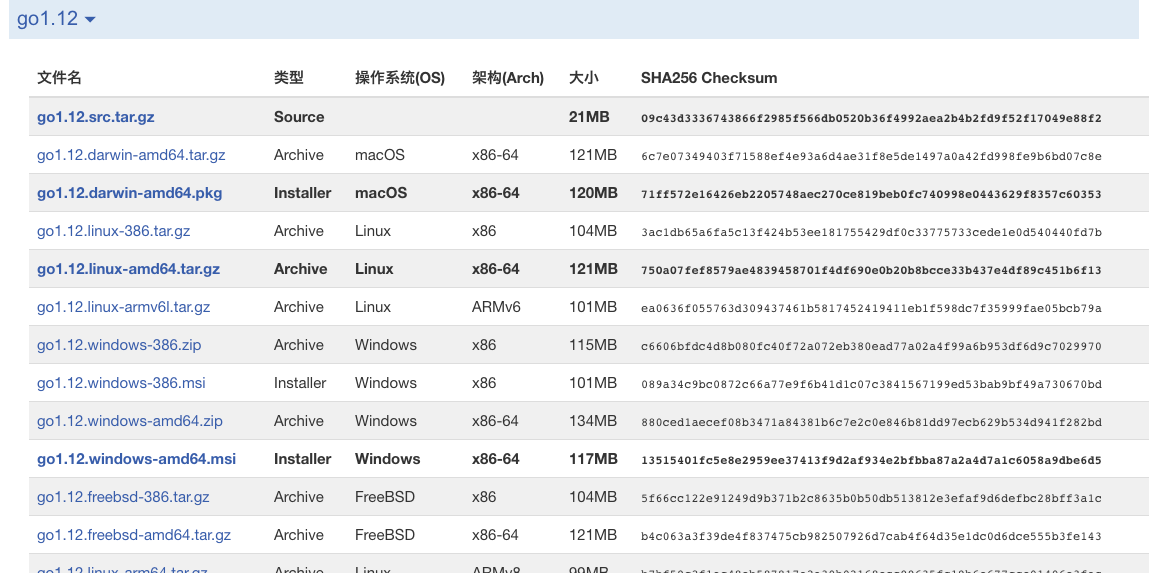 go1.12
文件名 类型 操作系统(OS) 架构(Arch) 大小 SHA256 Checksum
go1.12.src.tar.gz Source 21MB 09c43d3336743866f2985f566db0520b36f4992aea2b4b2fd9f52f17049e88f2
go1.12.darwin-amd64.tar.gz Archive macOS x86-64 121MB 6c7e07349403f71588ef4e93a6d4ae31f8e5de1497a0a42fd998fe9b6bd07c8e
go1.12.darwin-amd64.pkg Installer macOS x86-64 120MB 71ff572e16426eb2205748aec270ce819beb0fc740998e0443629f8357c60353
go1.12.linux-386.tar.gz Archive Linux x86 104MB 3ac1db65a6fa5c13f424b53ee181755429df0c33775733cede1e0d540440fd7b
go1.12.linux-amd64.tar.gz Archive Linux x86-64 121MB 750a07fef8579ae4839458701f4df690e0b20b8bcce33b437e4df89c451b6f13
go1.12.linux-armv6l.tar.gz Archive Linux ARMv6 101MB ea0636f055763d309437461b5817452419411eb1f598dc7f35999fae05bcb79a
go1.12.windows-386.zip Archive Windows x86 115MB c6606bfdc4d8b080fc40f72a072eb380ead77a02a4f99a6b953df6d9c7029970
go1.12.windows-386.msi Installer Windows x86 101MB 089a34c9bc0872c66a77e9f6b41d1c07c3841567199ed53bab9bf49a730670bd
go1.12.windows-amd64.zip Archive Windows x86-64 134MB 880ced1aecef08b3471a84381b6c7e2c0e846b81dd97ecb629b534d941f282bd
go1.12.windows-amd64.msi Installer Windows x86-64 117MB 13515401fc5e8e2959ee37413f9d2af934e2bfbba87a2a4d7a1c6058a9dbe6d5
go1.12.freebsd-386.tar.gz Archive FreeBSD x86 104MB 5f66cc122e91249d9b371b2c8635b0b50db513812e3efaf9d6defbc28bff3a1c
go1.12.freebsd-amd64.tar.gz Archive FreeBSD x86-64 121MB b4c063a3f39de4f837475cb982507926d7cab4f64d35e1dc0d6dce555b3fe143
go1.12.linux-arm64.tar.gz Archive Linux ARMv8 99MB